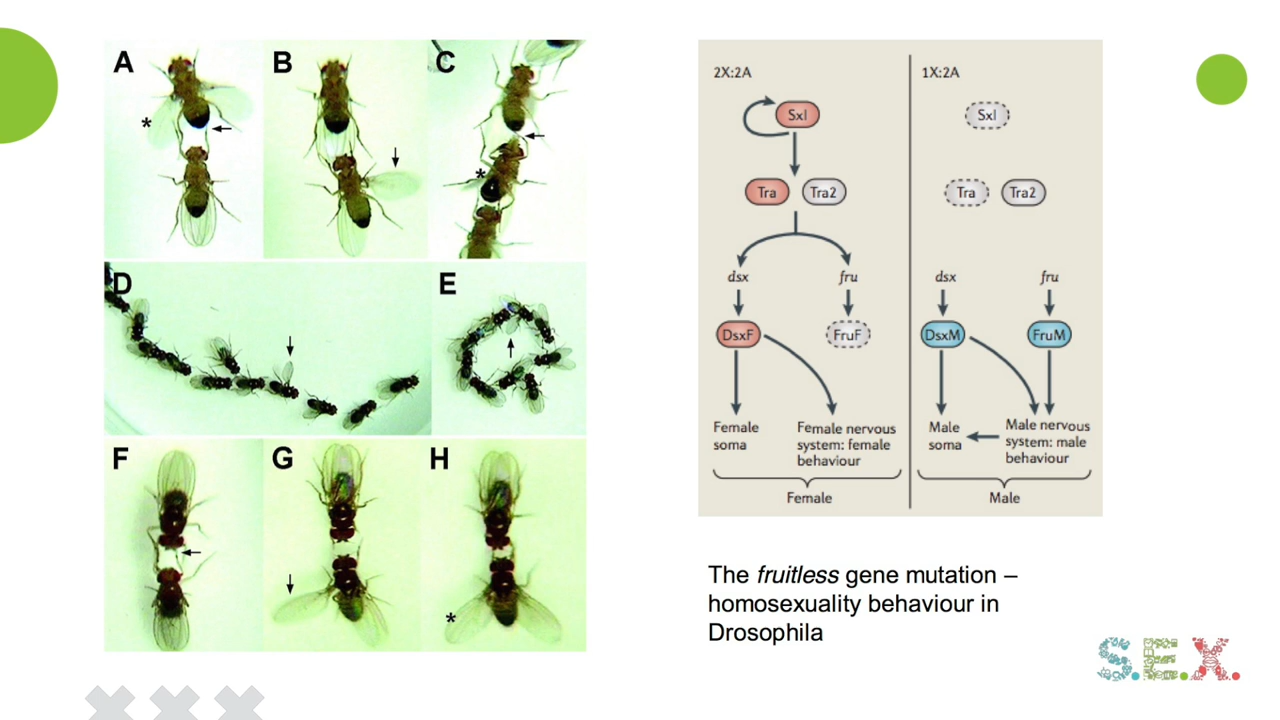 A
B
C
*
*
D
E
F
G
H
*
2X:2A
Sxl
Tra
Tra2
dsx
fru
DsxF
FruF
Female
soma
Female nervous
system: female
behaviour
Female
1X:2A
Sxl
Tra
Tra2
dsx
fru
DsxM
FruM
Male
soma
Male nervous
system: male
behaviour
Male
The fruitless gene mutation –
homosexuality behaviour in
Drosophila
S.E.X.